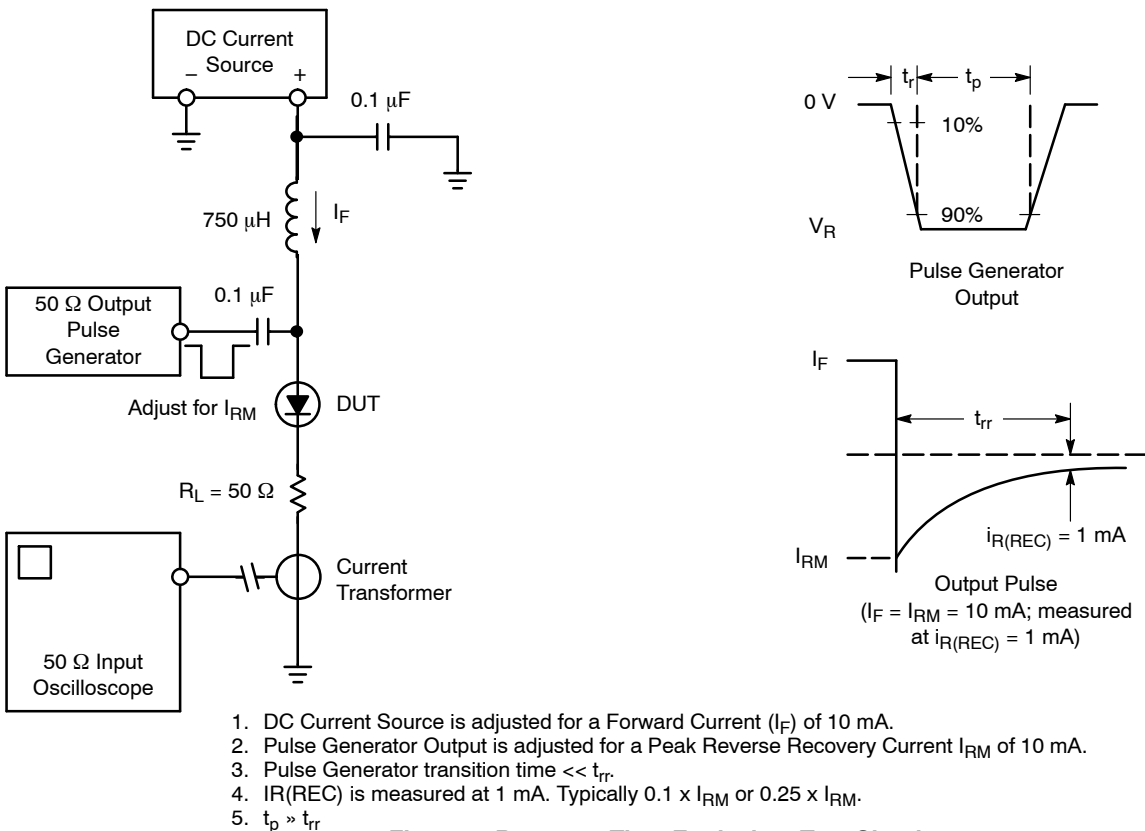 DC Current
Source
− +
0.1 μF
750 μH
I_F
50 Ω Output
Pulse
Generator
0.1 μF
Adjust for I_RM
DUT
R_L = 50 Ω
Current
Transformer
50 Ω Input
Oscilloscope
t_r t_p
0 V
10%
90%
V_R
Pulse Generator
Output
I_F
t_rr
i_R(REC) = 1 mA
I_RM
Output Pulse
(I_F = I_RM = 10 mA; measured
at i_R(REC) = 1 mA)
1. DC Current Source is adjusted for a Forward Current (I_F) of 10 mA.
2. Pulse Generator Output is adjusted for a Peak Reverse Recovery Current I_RM of 10 mA.
3. Pulse Generator transition time << t_rr.
4. IR(REC) is measured at 1 mA. Typically 0.1 x I_RM or 0.25 x I_RM.
5. t_p » t_rr